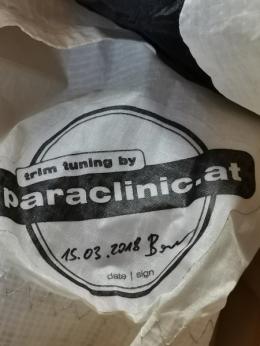 trim tuning by
paraclinic.at
15.03.2018
date | sign